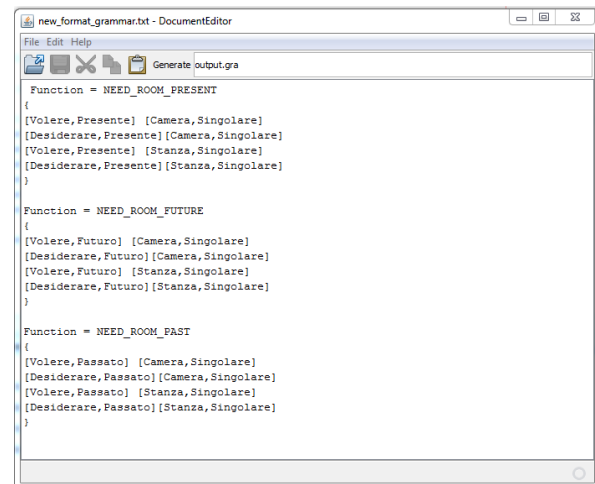 new_format_grammar.txt - DocumentEditor
File Edit Help
Generate output.gra
Function = NEED_ROOM_PRESENT
{
[Volere,Presente] [Camera,Singolare]
[Desiderare,Presente][Camera,Singolare]
[Volere,Presente] [Stanza,Singolare]
[Desiderare,Presente][Stanza,Singolare]
}
Function = NEED_ROOM_FUTURE
{
[Volere,Futuro] [Camera,Singolare]
[Desiderare,Futuro][Camera,Singolare]
[Volere,Futuro] [Stanza,Singolare]
[Desiderare,Futuro][Stanza,Singolare]
}
Function = NEED_ROOM_PAST
{
[Volere,Passato] [Camera,Singolare]
[Desiderare,Passato][Camera,Singolare]
[Volere,Passato] [Stanza,Singolare]
[Desiderare,Passato][Stanza,Singolare]
}